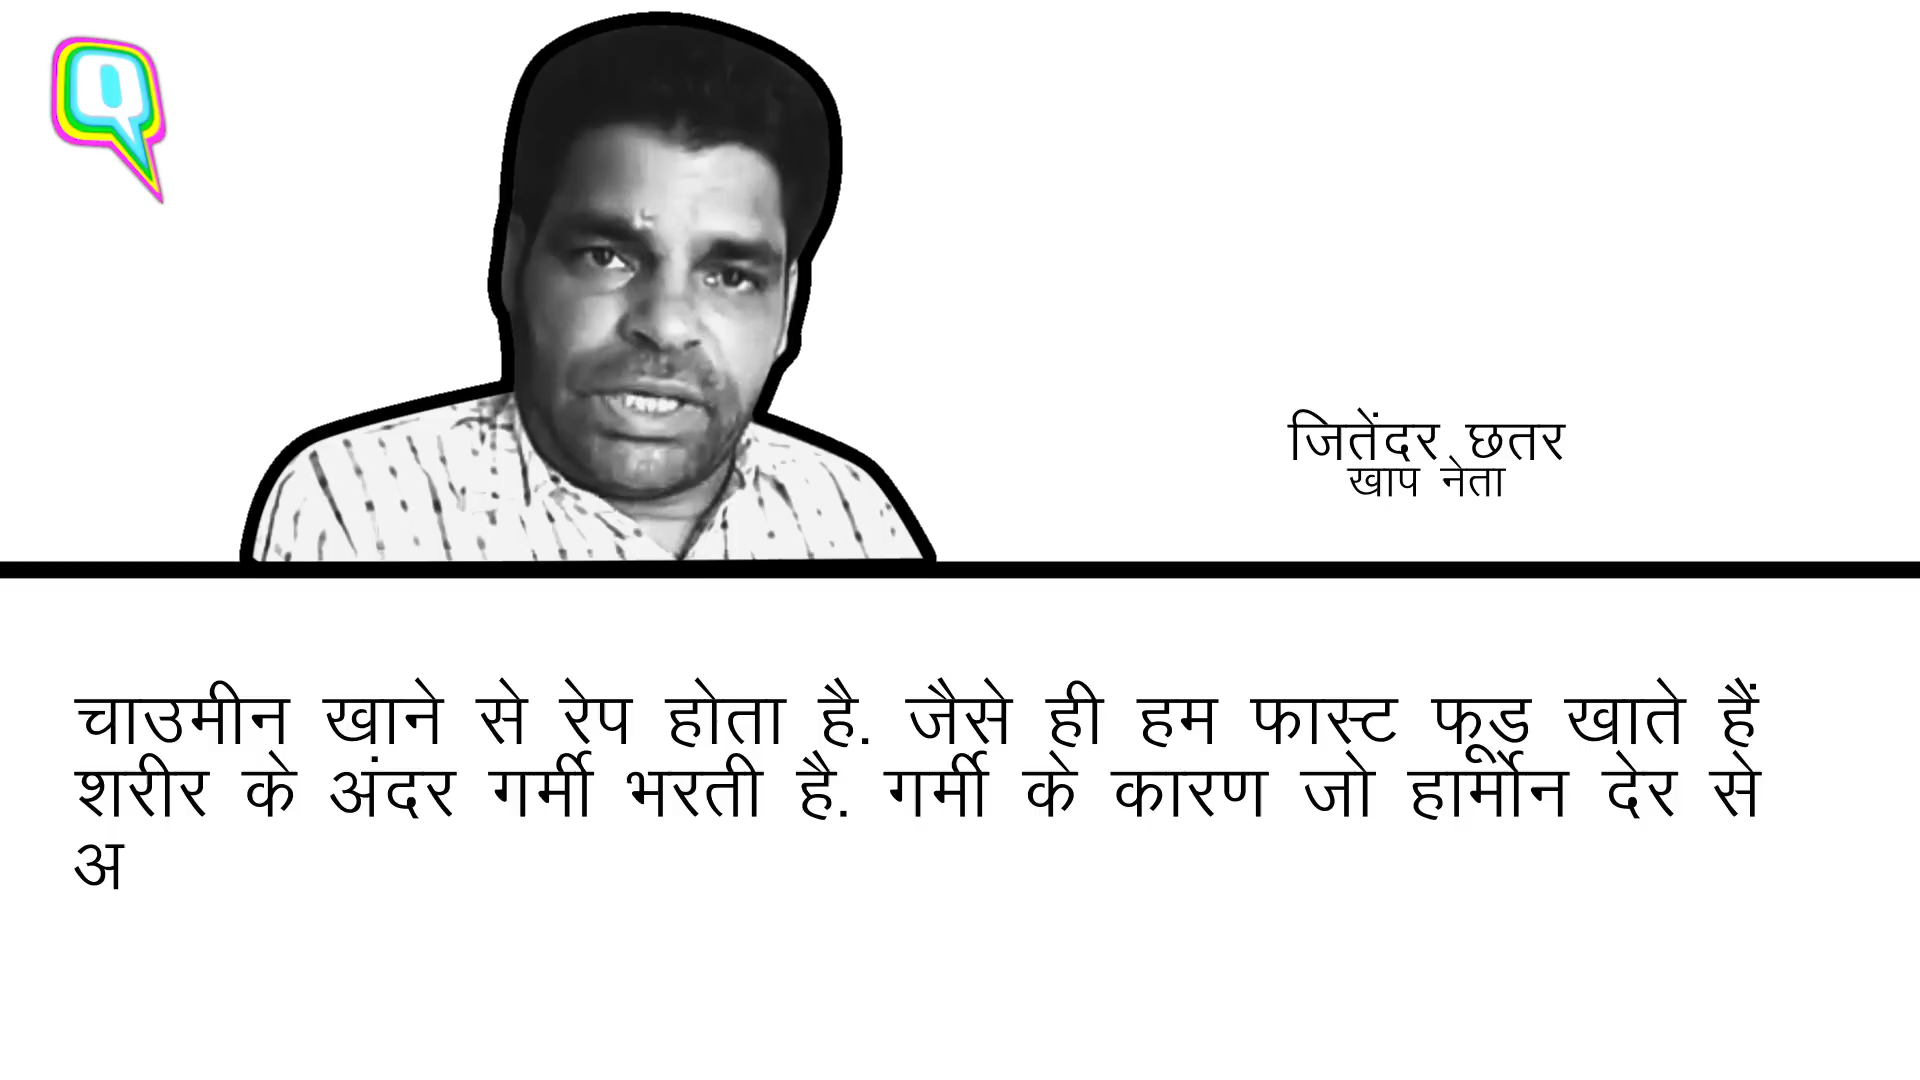 जितेंदर छतर
खाप नेता
चाउमीन खाने से रेप होता है. जैसे ही हम फास्ट फूड खाते हैं
शरीर के अंदर गर्मी भरती है. गर्मी के कारण जो हार्मोन देर से
अ